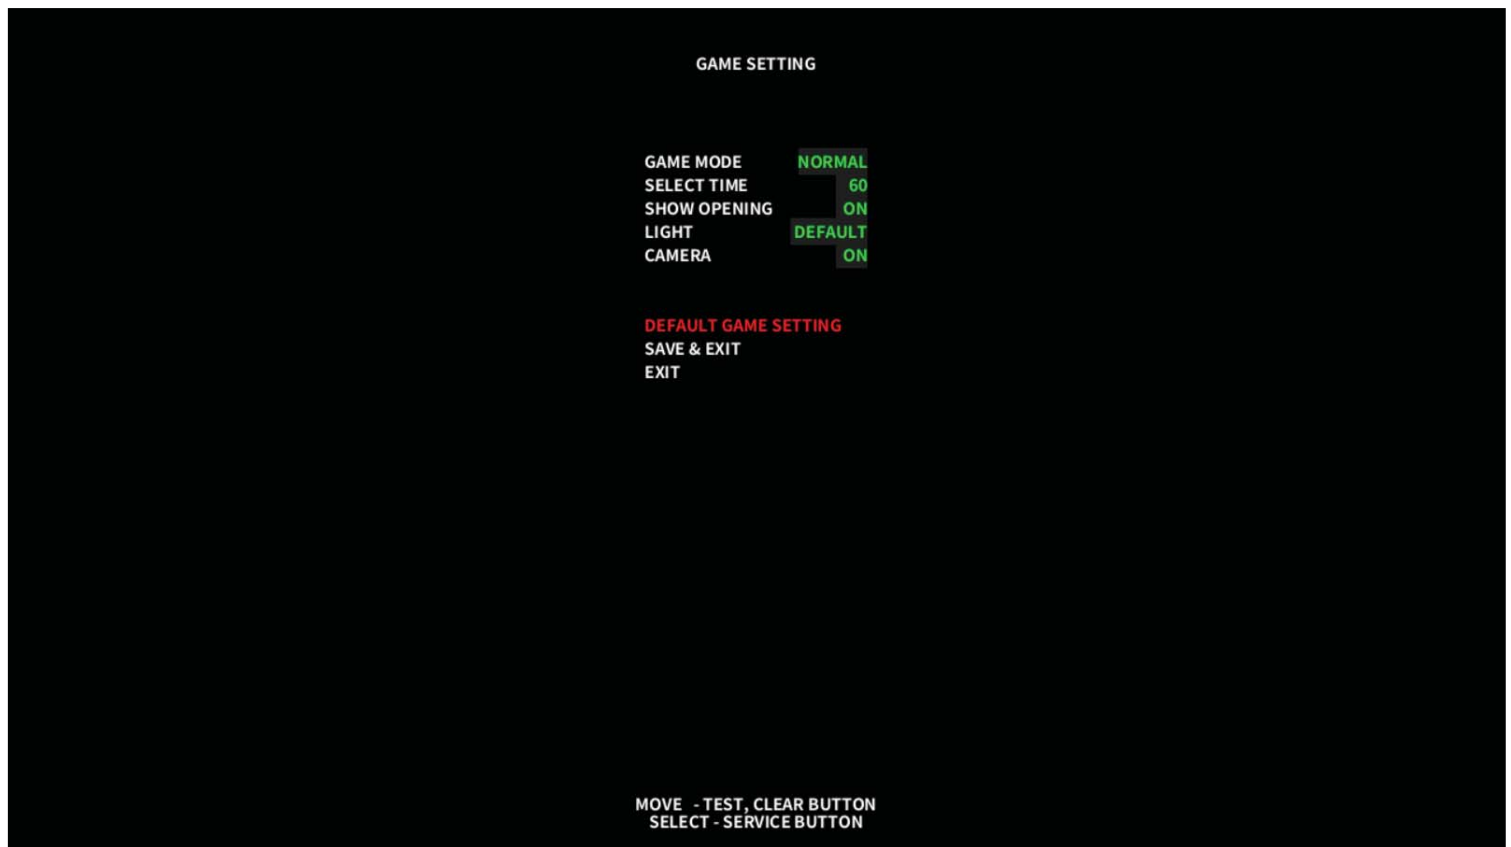 GAME SETTING
GAME MODE NORMAL
SELECT TIME 60
SHOW OPENING ON
LIGHT DEFAULT
CAMERA ON
DEFAULT GAME SETTING
SAVE & EXIT
EXIT
MOVE - TEST, CLEAR BUTTON
SELECT - SERVICE BUTTON